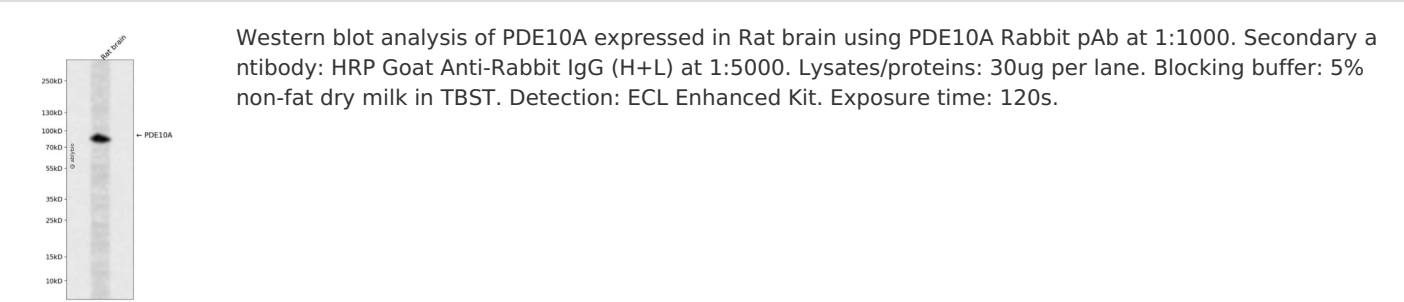 Rat brain
Western blot analysis of PDE10A expressed in Rat brain using PDE10A Rabbit pAb at 1:1000. Secondary a
ntibody: HRP Goat Anti-Rabbit IgG (H+L) at 1:5000. Lysates/proteins: 30ug per lane. Blocking buffer: 5%
non-fat dry milk in TBST. Detection: ECL Enhanced Kit. Exposure time: 120s.
250kD
130kD
100kD
← PDE10A
70kD
55kD
35kD
25kD
15kD
10kD